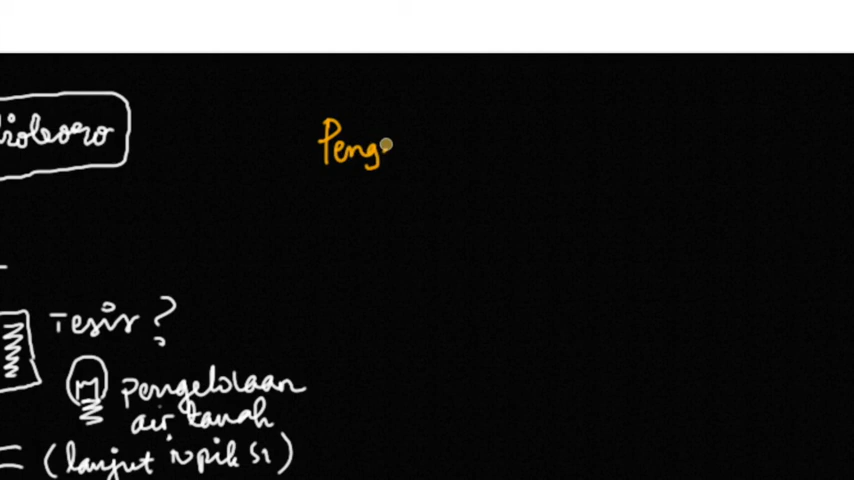 Peng
Tesis ?
pengelolaan
air tanah
(lanjut topik S1)